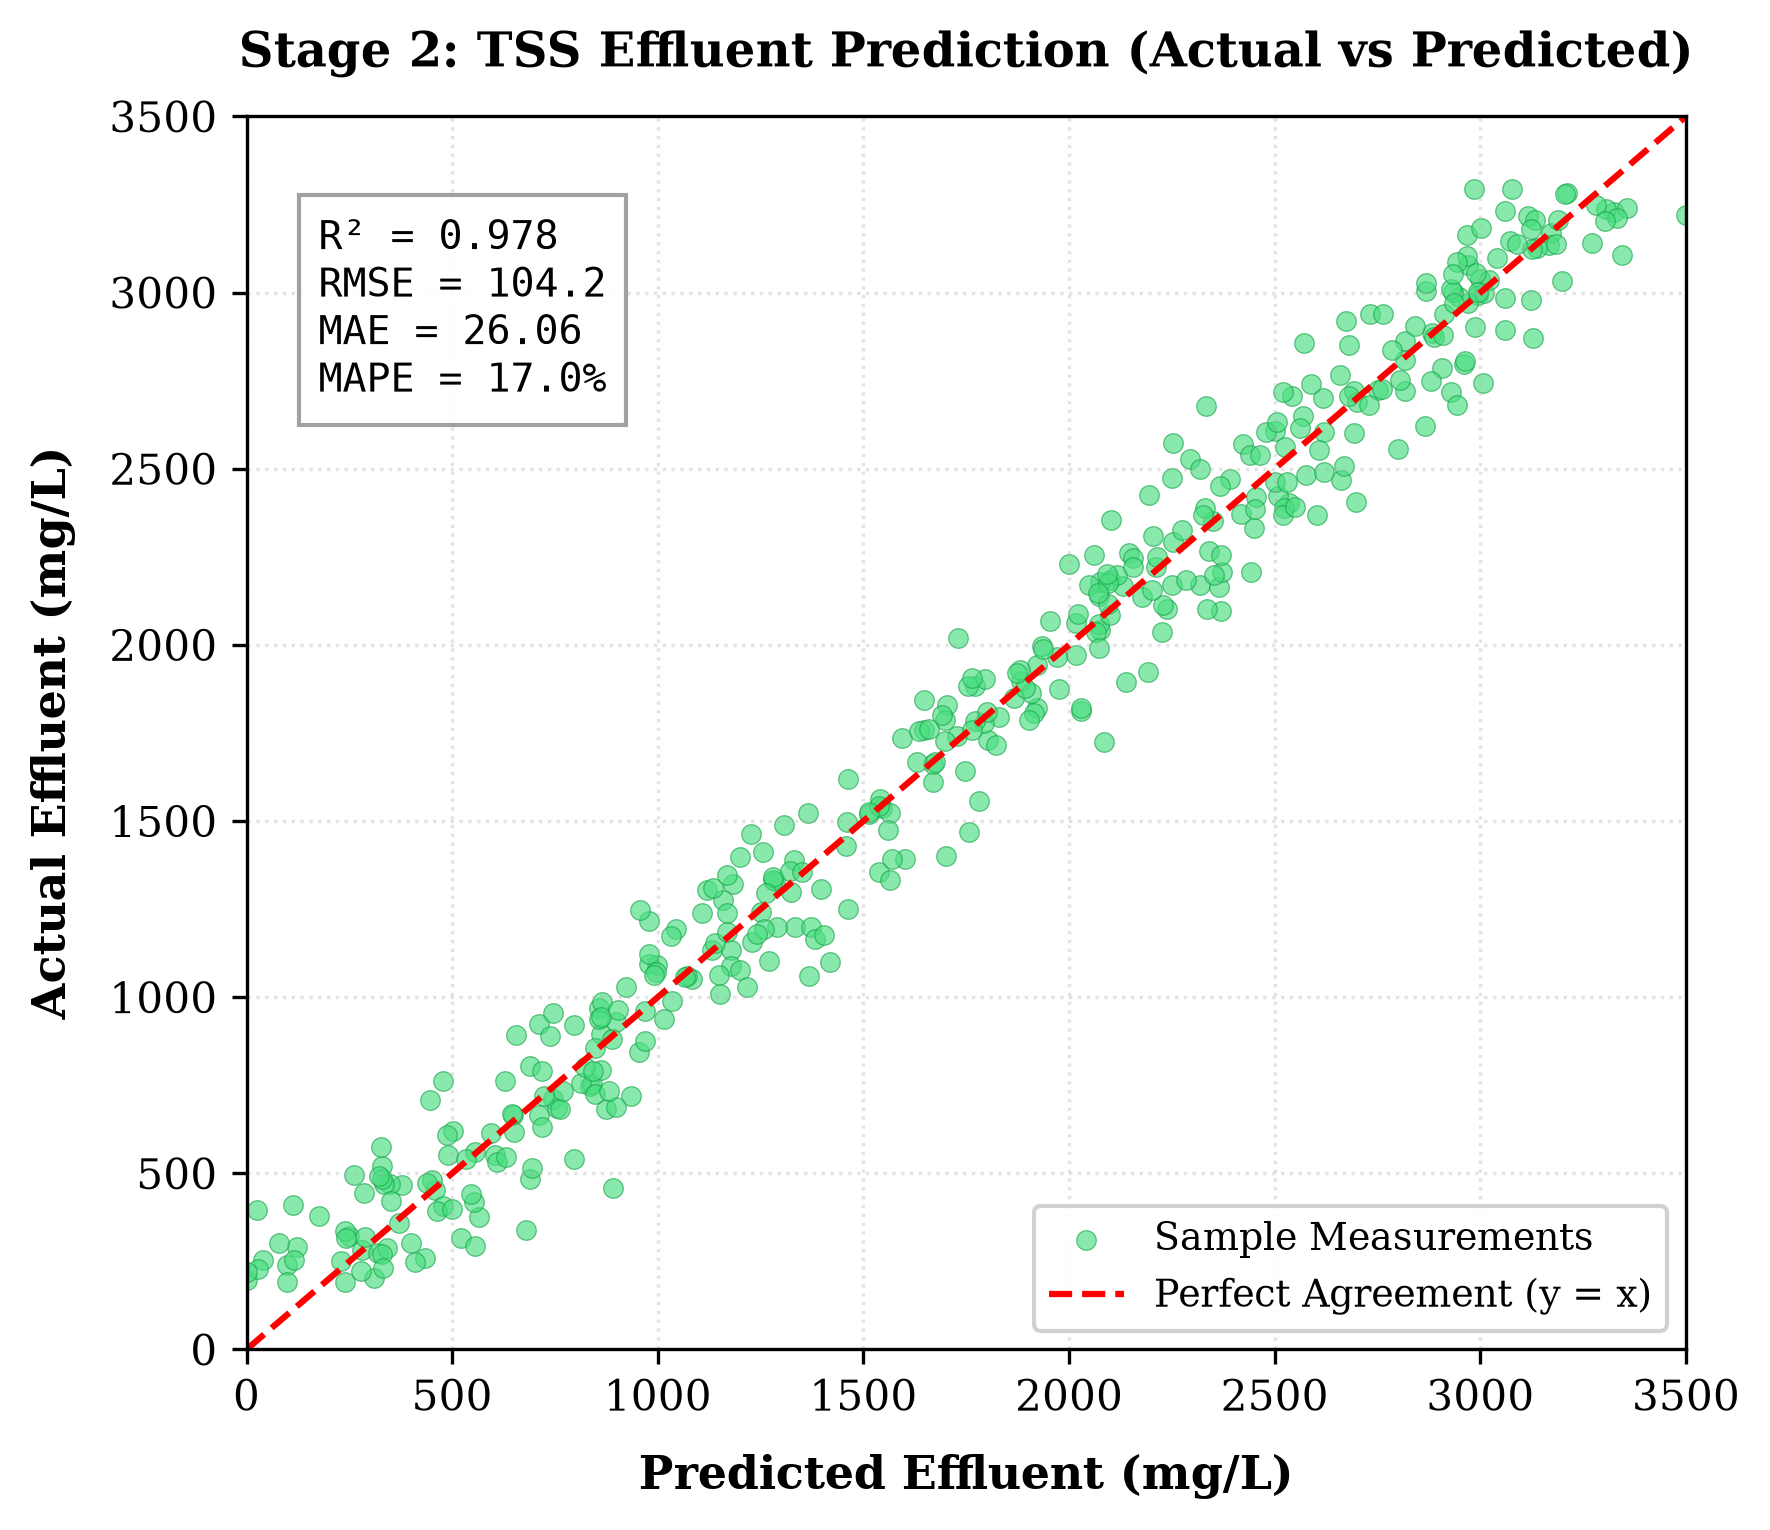 Stage 2: TSS Effluent Prediction (Actual vs Predicted)
3500
3000
2500
2000
1500
1000
500
0
Actual Effluent (mg/L)
R² = 0.978
RMSE = 104.2
MAE = 26.06
MAPE = 17.0%
Sample Measurements
Perfect Agreement (y = x)
0 500 1000 1500 2000 2500 3000 3500
Predicted Effluent (mg/L)